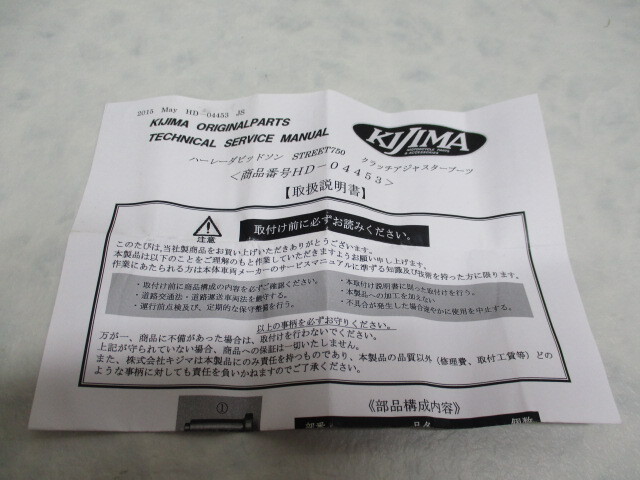 2015 May HD 04453 JS
KIJIMA ORIGINALPARTS
TECHNICAL SERVICE MANUAL
KIJIMA
MOTORCYCLE PARTS
& ACCESSORIES
ハーレーダビッドソン STREET750 クラッチアジャスターブーツ
<商品番号HD-04453>
【取扱説明書】
注意
取付け前に必ずお読みください。
このたびは、当社製商品をお買い上げいただきありがとうございます。
本製品は以下のことをご理解のもと作業していただきますようお願い申し上げます。
作業にあたられる方は本体車両メーカーのサービスマニュアルに準ずる知識及び技術を持った方に限ります。
・取付け前に商品構成の内容を必ずご確認ください。
・道路交通法・道路運送車両法を厳守する。
・運行前点検及び、定期的な保守整備を行う。
・本取付け説明書に則った取付けを行う。
・本製品への加工を加えない
・不具合が発生した場合速やかに使用を中止する。
以上の事柄を必ずお守りください。
万が一、商品に不備があった場合は、取付けを行わないでください。
上記が守られていない場合、商品への保証は一切いたしません。
また、株式会社キジマは本製品にのみ責任を持つものであり、本製品の品質以外(修理費、取付工賃等)どの
ような事柄に対しても責任を負いかねますのでご了承ください。
①
《部品構成内容》
部番
品名
個数